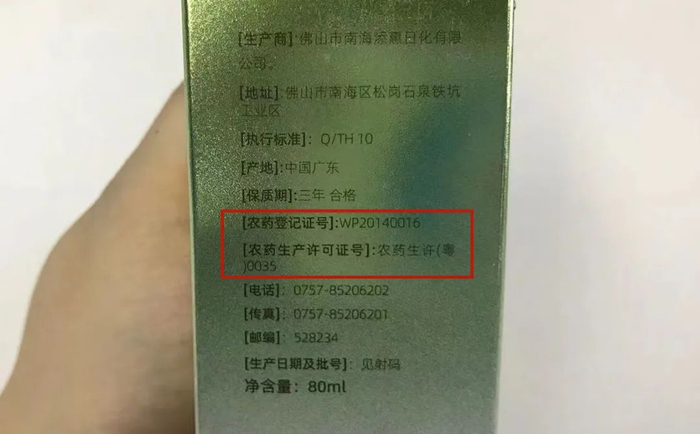 [生产商]:佛山市南海添惠日化有限
公司。
[地址]:佛山市南海区松岗石泉铁坑
工业区
[执行标准]: Q/TH 10
[产地]:中国广东
[保质期]:三年 合格
[农药登记证号]:WP20140016
[农药生产许可证号]:农药生许(粤
)0035
[电话]: 0757-85206202
[传真]: 0757-85206201
[邮编]: 528234
[生产日期及批号]: 见射码
净含量: 80ml